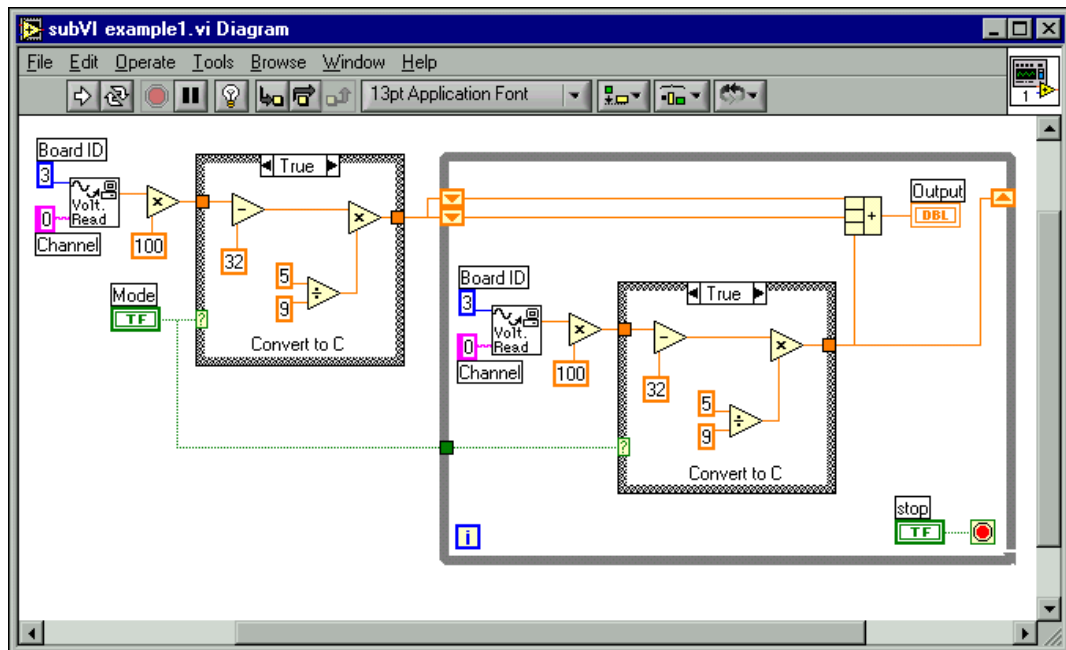 subVI example1.vi Diagram
File Edit Operate Tools Browse Window Help
13pt Application Font
1
Board ID
3
Volt.
Read
0
Channel
100
True
32
5
9
Convert to C
Mode
TF
?
Output
DBL
Board ID
3
Volt.
Read
0
Channel
100
True
32
5
9
Convert to C
?
i
stop
TF